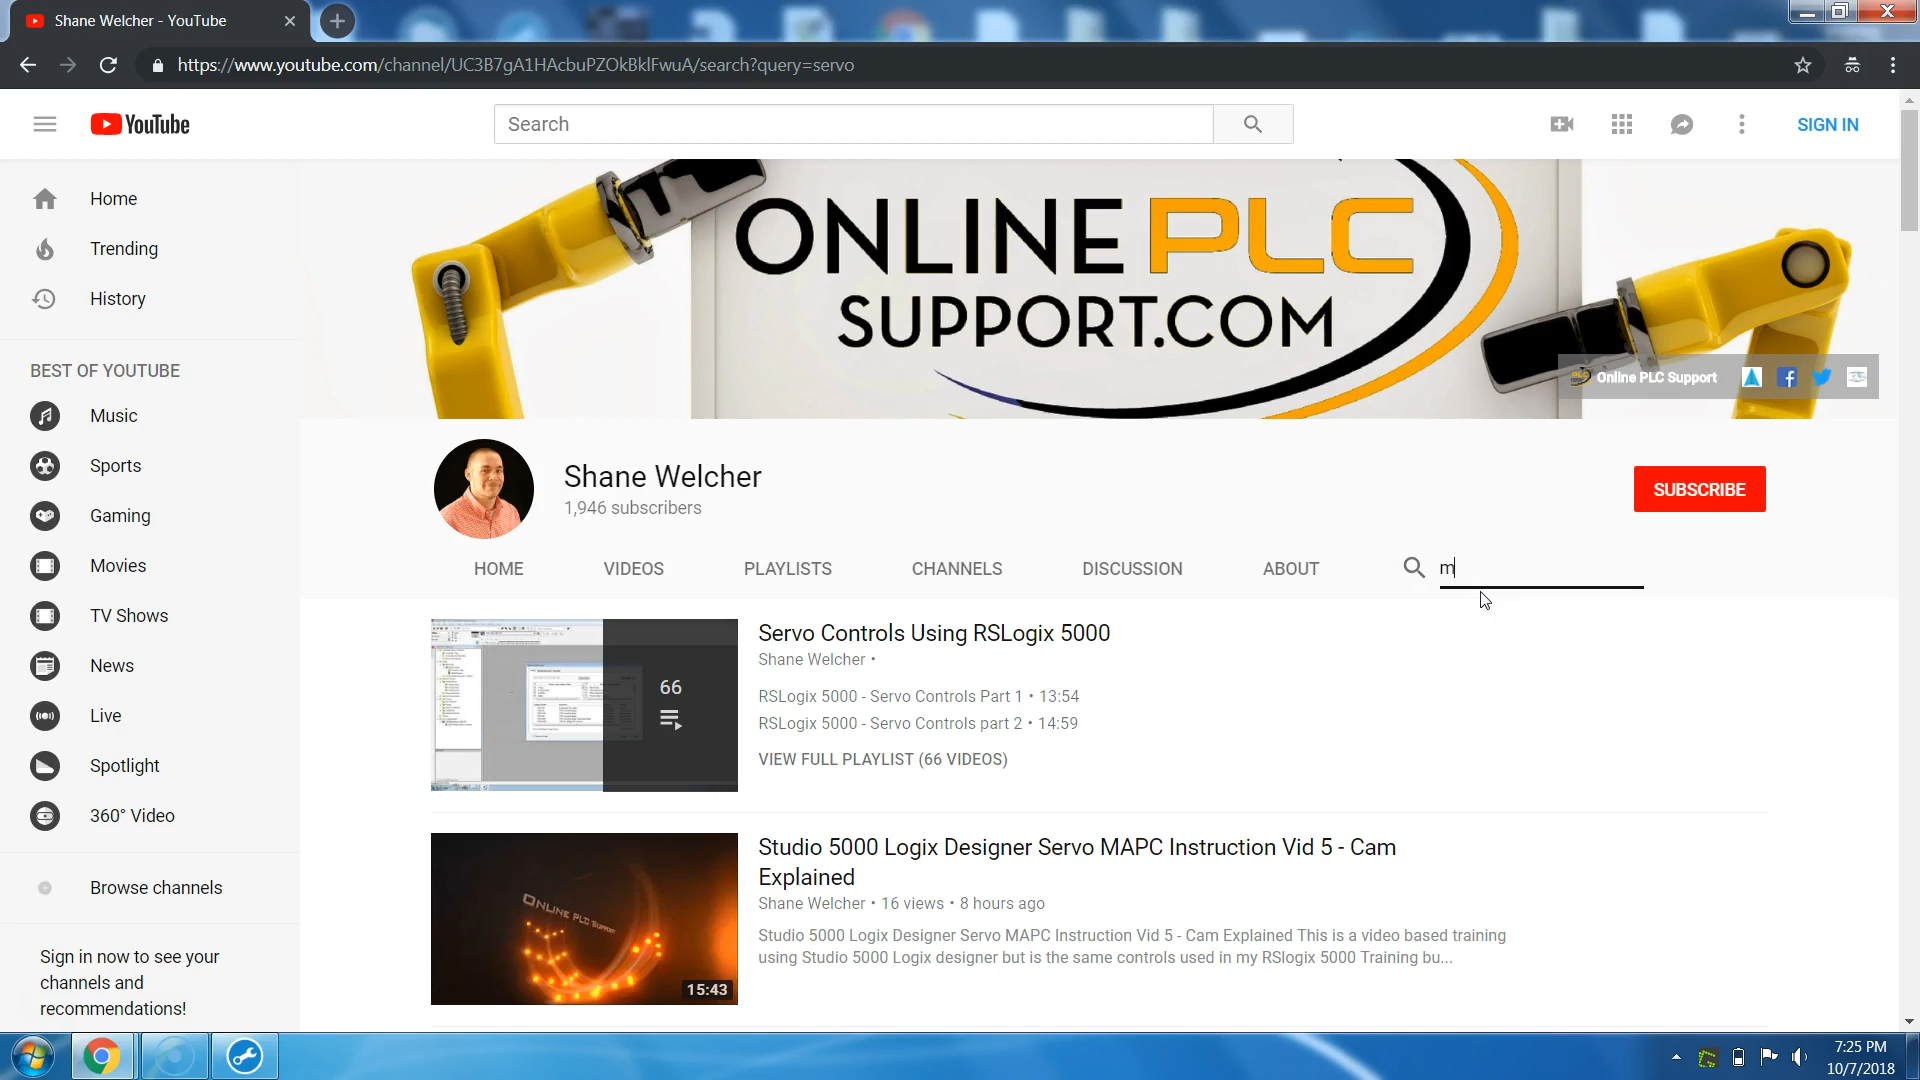 Shane Welcher - YouTube
https://www.youtube.com/channel/UC3B7gA1HAcbuPZOkBklFwuA/search?query=servo
YouTube
Search
SIGN IN
Home
Trending
History
BEST OF YOUTUBE
Music
Sports
Gaming
Movies
TV Shows
News
Live
Spotlight
360° Video
Browse channels
Sign in now to see your
channels and
recommendations!
ONLINE PLC
SUPPORT.COM
Online PLC Support
Shane Welcher
1,946 subscribers
SUBSCRIBE
HOME VIDEOS PLAYLISTS CHANNELS DISCUSSION ABOUT m
66
Servo Controls Using RSLogix 5000
Shane Welcher •
RSLogix 5000 - Servo Controls Part 1 • 13:54
RSLogix 5000 - Servo Controls part 2 • 14:59
VIEW FULL PLAYLIST (66 VIDEOS)
ONLINE PLC SUPPORT
15:43
Studio 5000 Logix Designer Servo MAPC Instruction Vid 5 - Cam
Explained
Shane Welcher • 16 views • 8 hours ago
Studio 5000 Logix Designer Servo MAPC Instruction Vid 5 - Cam Explained This is a video based training
using Studio 5000 Logix designer but is the same controls used in my RSlogix 5000 Training bu...
7:25 PM
10/7/2018